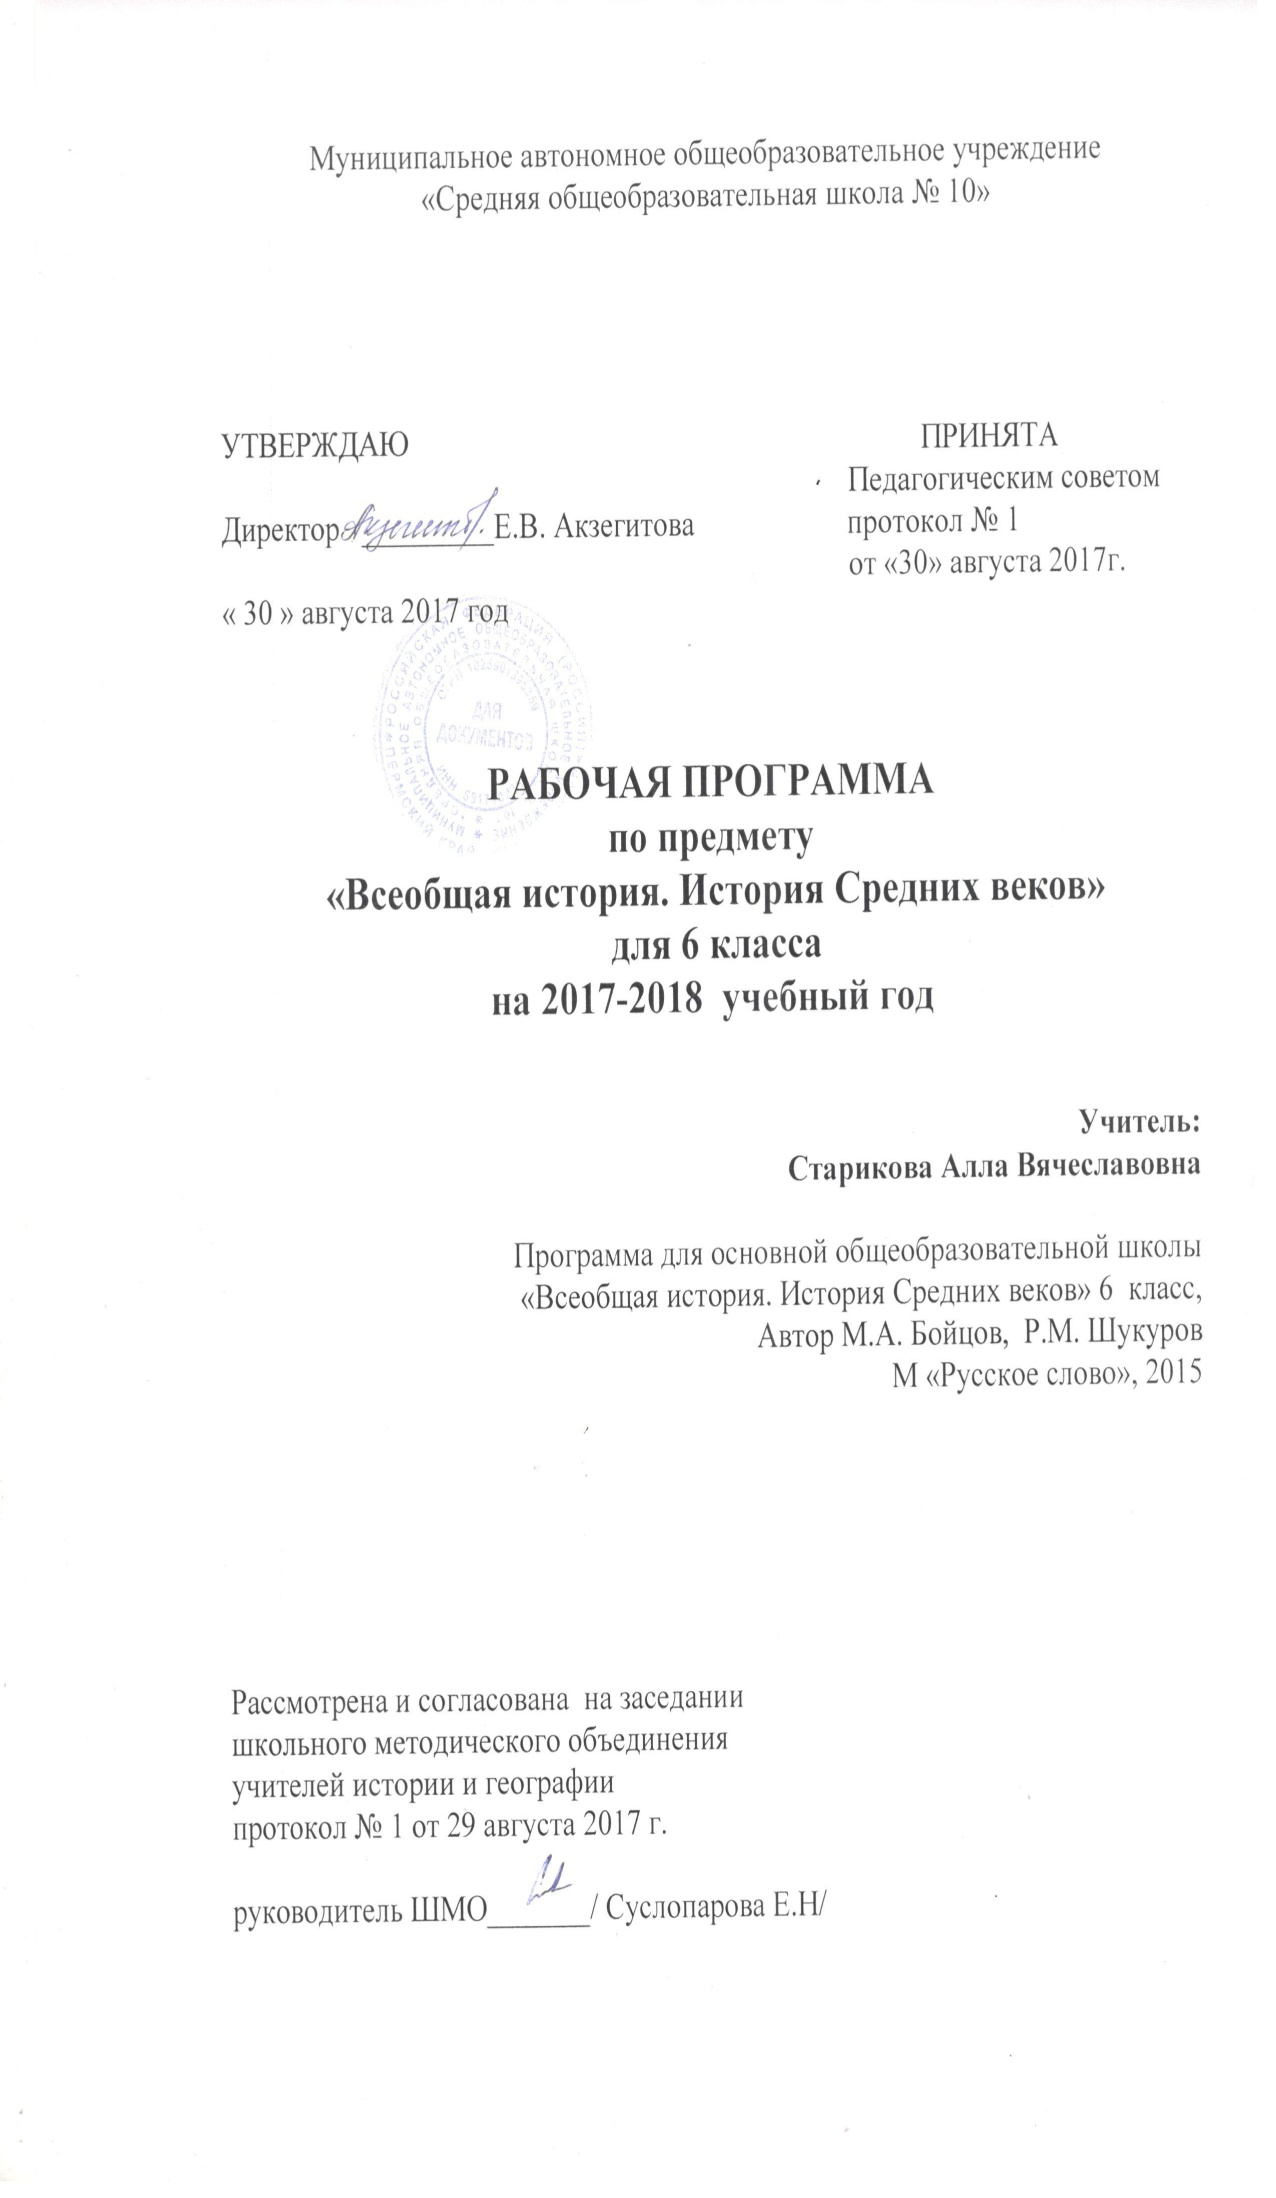 Муниципальное автономное общеобразовательное учреждение
«Средняя общеобразовательная школа № 10»
УТВЕРЖДАЮ
Директор__________Е.В. Акзегитова
« 30 » августа 2017 год
ПРИНЯТА
Педагогическим советом
протокол № 1
от «30» августа 2017г.
ДЛЯ
ДОКУМЕНТОВ
РАБОЧАЯ ПРОГРАММА
по предмету
«Всеобщая история. История Средних веков»
для 6 класса
на 2017-2018 учебный год
Учитель:
Старикова Алла Вячеславовна
Программа для основной общеобразовательной школы
«Всеобщая история. История Средних веков» 6 класс,
Автор М.А. Бойцов, Р.М. Шукуров
М «Русское слово», 2015
Рассмотрена и согласована на заседании
школьного методического объединения
учителей истории и географии
протокол № 1 от 29 августа 2017 г.
руководитель ШМО_______/ Суслопарова Е.Н/